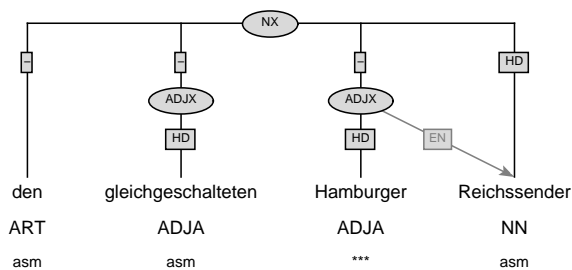 NX
– – – HD
ADJX ADJX
HD HD EN
den gleichgeschalteten Hamburger Reichssender
ART ADJA ADJA NN
asm asm *** asm